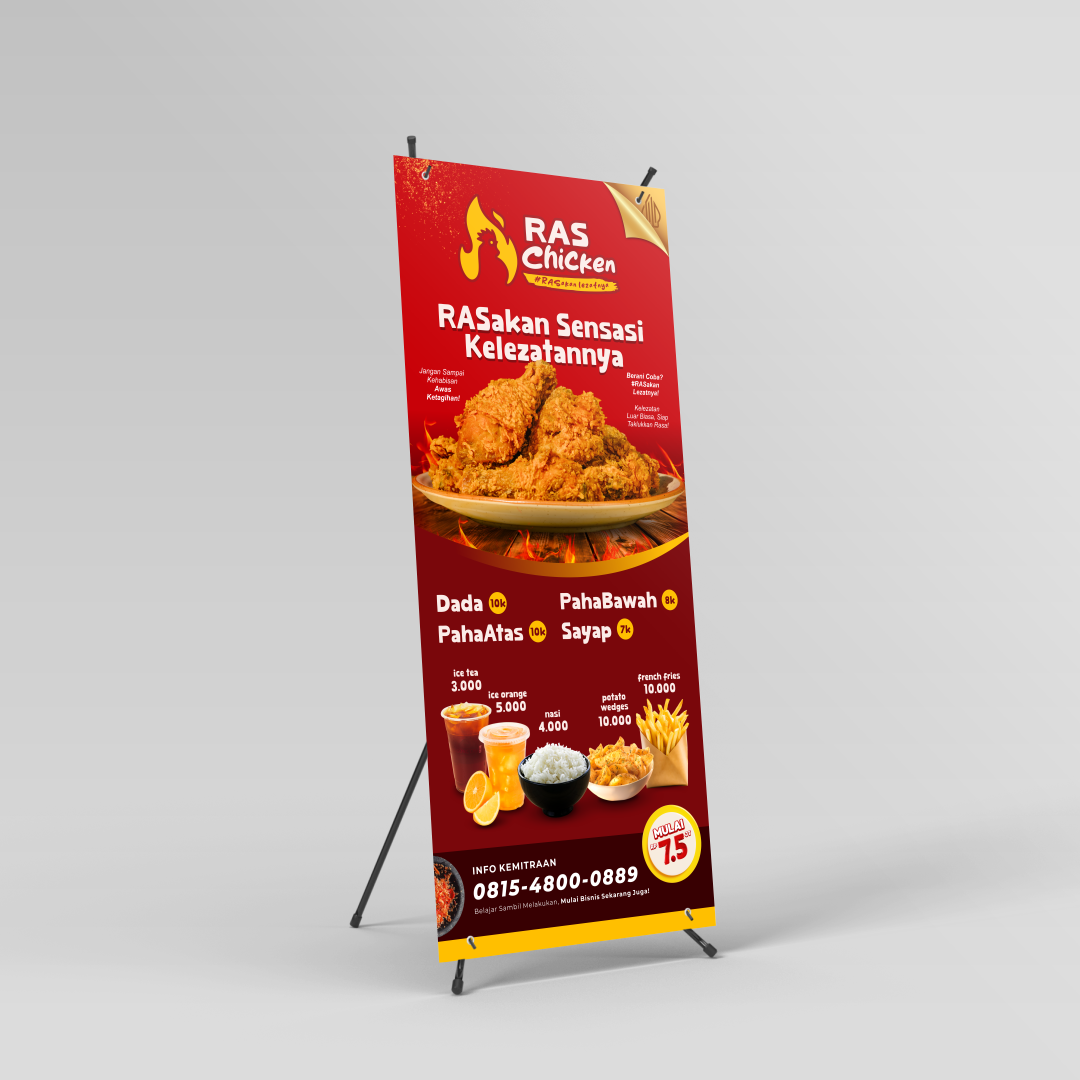 RAS
Chicken
#RASakan lezatnya
RASakan Sensasi
Kelezatannya
Jangan Sampai
Kehabisan
Awas
Ketagihan!
Berani Coba?
#RASakan
Lezatnya!
Kelezatan
Luar Biasa, Siap
Taklukkan Rasa!
Dada 10k
PahaBawah 8k
PahaAtas 10k
Sayap 7k
ice tea
3.000
ice orange
5.000
nasi
4.000
potato
wedges
10.000
french fries
10.000
MULAI
RP 7.5 JT
INFO KEMITRAAN
0815-4800-0889
Belajar Sambil Melakukan, Mulai Bisnis Sekarang Juga!